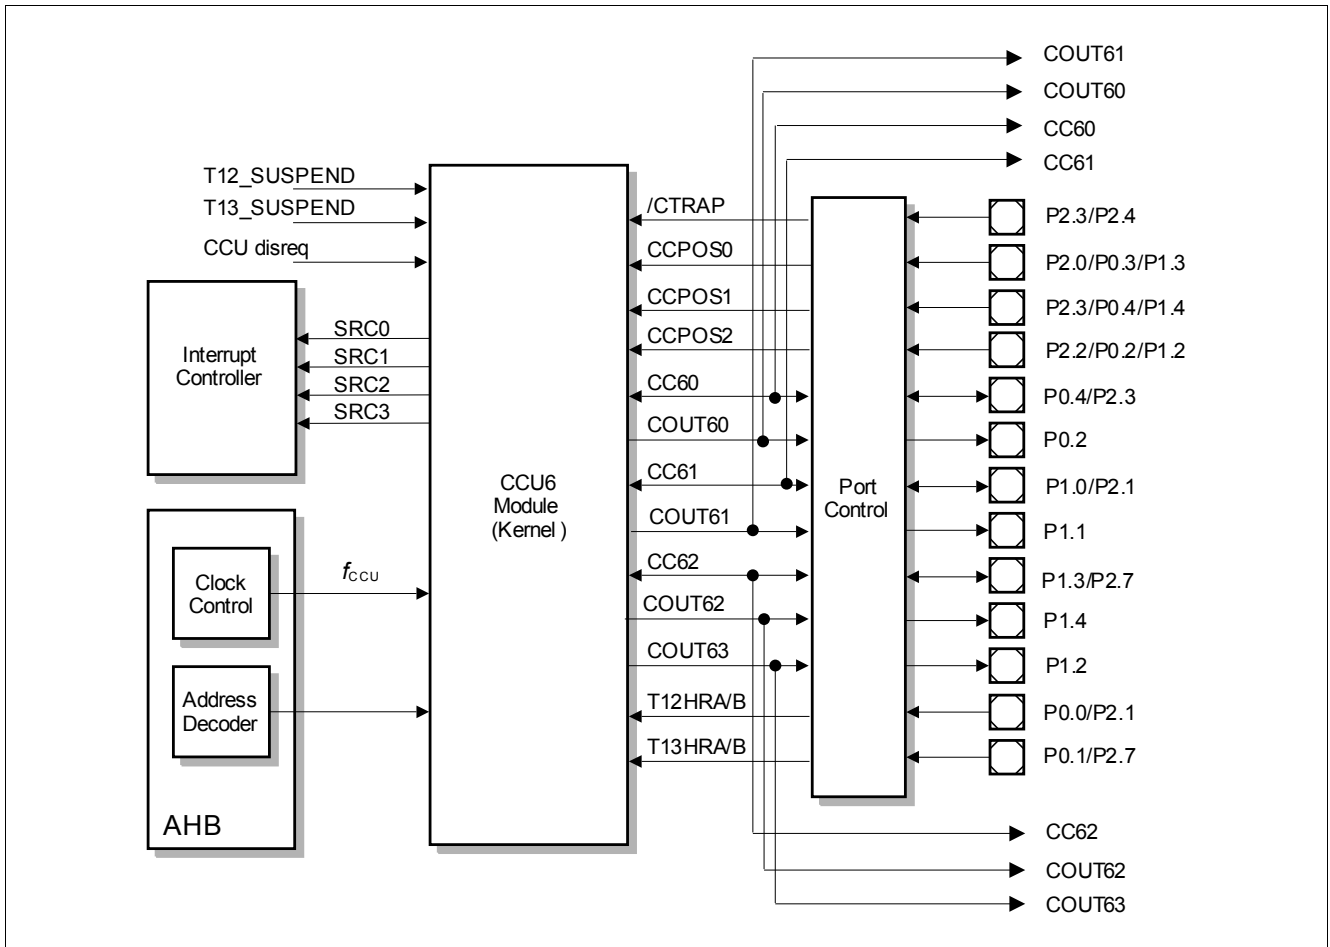 COUT61
COUT60
CC60
CC61
T12_SUSPEND
T13_SUSPEND
CCU disreq
/CTRAP
P2.3/P2.4
CCPOS0
P2.0/P0.3/P1.3
CCPOS1
P2.3/P0.4/P1.4
CCPOS2
P2.2/P0.2/P1.2
Interrupt
Controller
SRC0
SRC1
SRC2
SRC3
CC60
P0.4/P2.3
COUT60
P0.2
CC61
P1.0/P2.1
CCU6
Module
(Kernel )
Port
Control
COUT61
P1.1
CC62
P1.3/P2.7
Clock
Control
fCCU
COUT62
P1.4
COUT63
P1.2
Address
Decoder
T12HRA/B
P0.0/P2.1
T13HRA/B
P0.1/P2.7
AHB
CC62
COUT62
COUT63